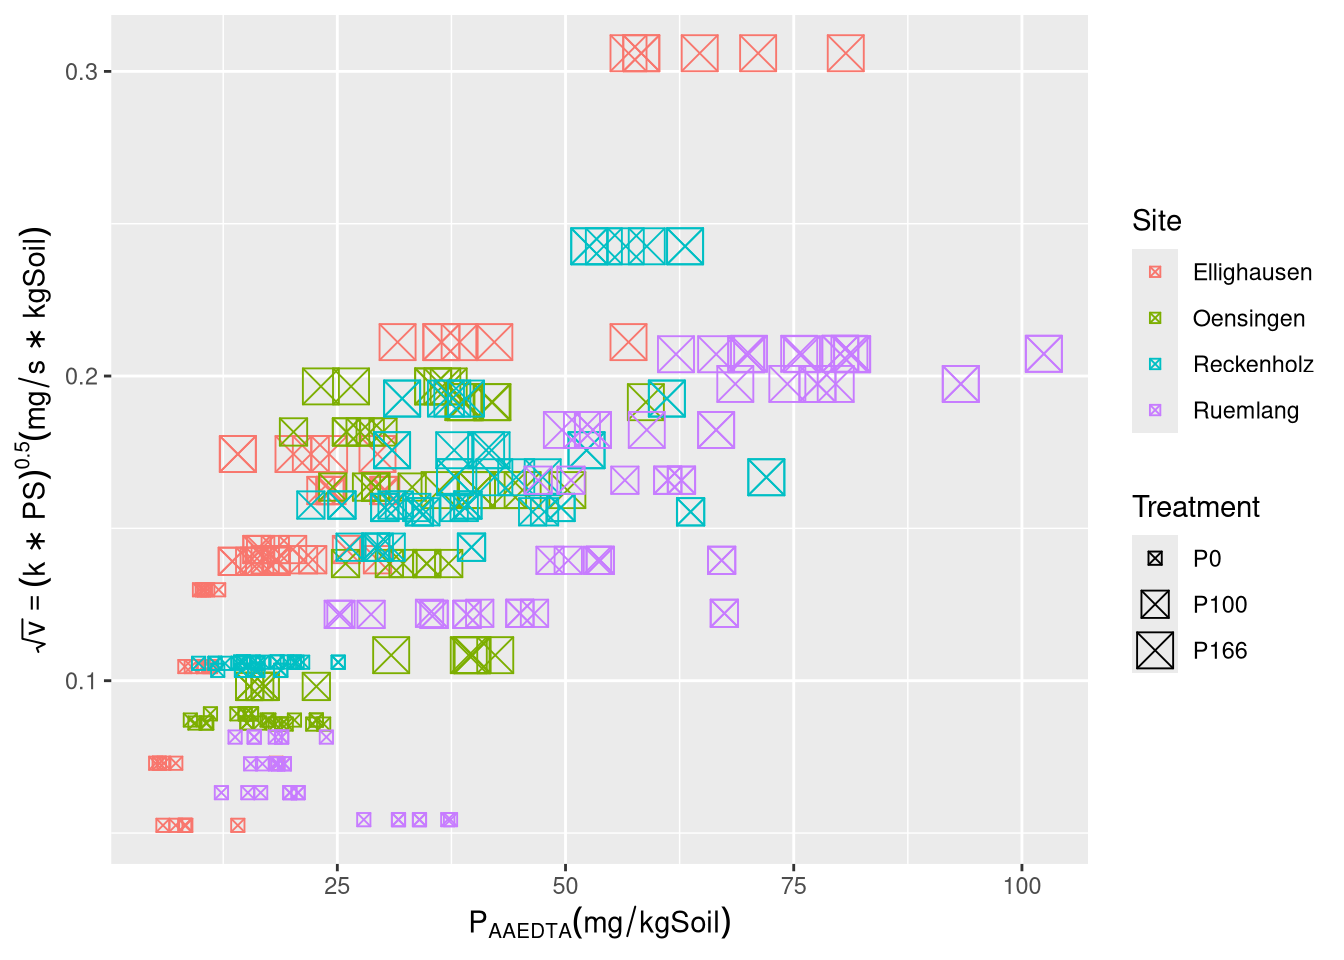 √v = (k * PS)^0.5(mg/s * kgSoil)
0.3
0.2
0.1
25 50 75 100
P_AAEDTA(mg/kgSoil)
Site
Ellighausen
Oensingen
Reckenholz
Ruemlang
Treatment
P0
P100
P166